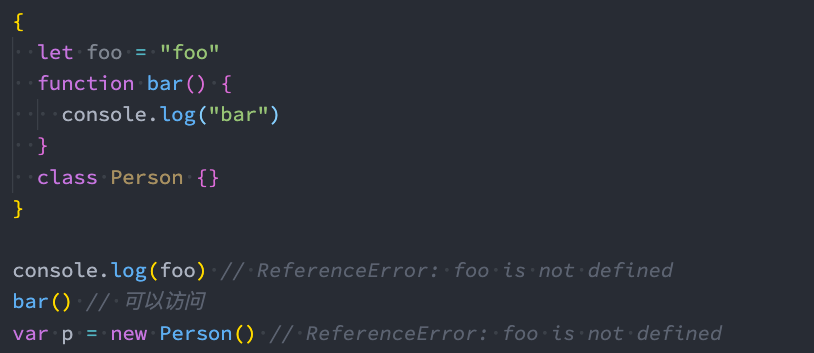 {
  let foo = "foo"
  function bar() {
    console.log("bar")
  }
  class Person {}
}
console.log(foo) // ReferenceError: foo is not defined
bar() // 可以访问
var p = new Person() // ReferenceError: foo is not defined